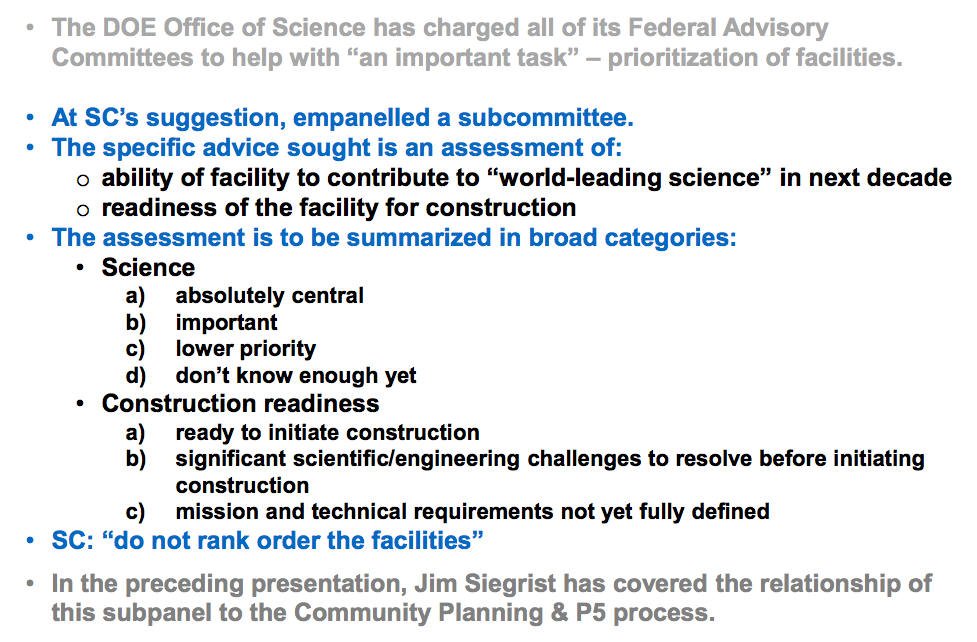 • The DOE Office of Science has charged all of its Federal Advisory
Committees to help with “an important task” – prioritization of facilities.
• At SC’s suggestion, empanelled a subcommittee.
• The specific advice sought is an assessment of:
o ability of facility to contribute to “world-leading science” in next decade
o readiness of the facility for construction
• The assessment is to be summarized in broad categories:
• Science
a) absolutely central
b) important
c) lower priority
d) don’t know enough yet
• Construction readiness
a) ready to initiate construction
b) significant scientific/engineering challenges to resolve before initiating
construction
c) mission and technical requirements not yet fully defined
• SC: “do not rank order the facilities”
• In the preceding presentation, Jim Siegrist has covered the relationship of
this subpanel to the Community Planning & P5 process.